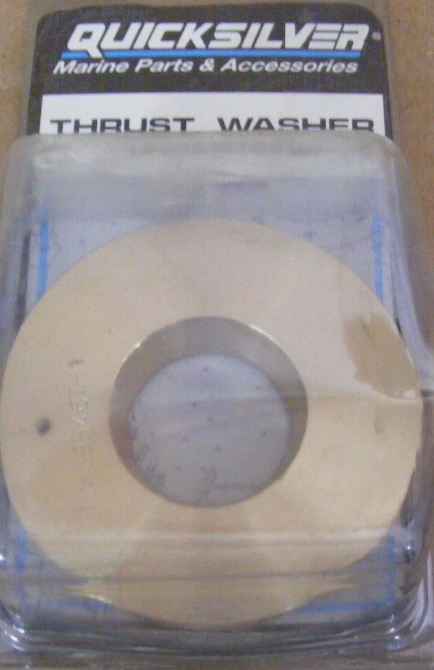 QUICKSILVER®
Marine Parts & Accessories
THRUST WASHER